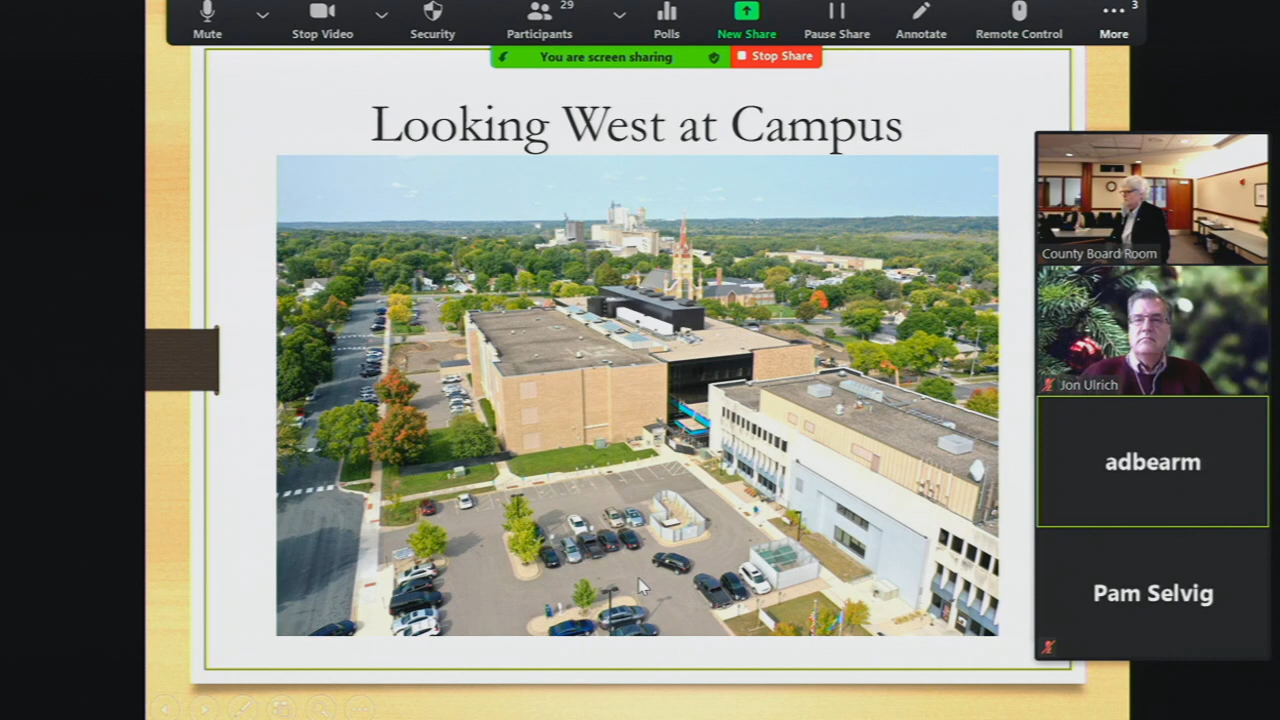 29
3
Mute
Stop Video
Security
Participants
Polls
New Share
Pause Share
Annotate
Remote Control
More
You are screen sharing
Stop Share
Looking West at Campus
County Board Room
Jon Ulrich
adbearm
Pam Selvig